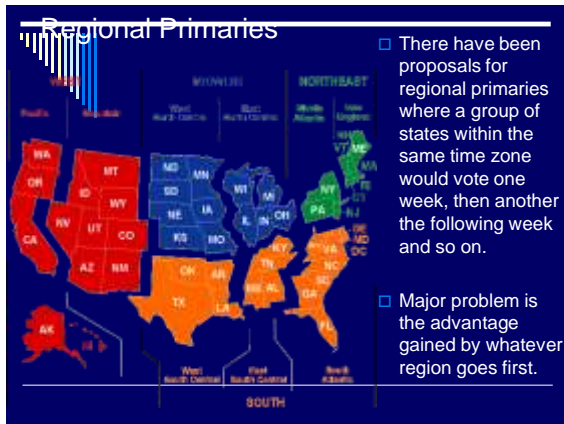 Regional Primaries
There have been
proposals for
regional primaries
where a group of
states within the
same time zone
would vote one
week, then another
the following week
and so on.
Major problem is
the advantage
gained by whatever
region goes first.
WEST
MIDWEST
NORTHEAST
Pacific
Mountain
West
North Central
East
North Central
Middle
Atlantic
New
England
WA
OR
CA
NV
ID
MT
WY
UT
CO
AZ
NM
AK
ND
SD
NE
KS
MN
IA
MO
WI
IL
MI
IN
OH
NY
PA
NH
VT
ME
MA
RI
CT
NJ
DE
MD
DC
OK
TX
AR
LA
KY
TN
MS
AL
VA
NC
SC
GA
FL
West
South Central
East
South Central
South
Atlantic
SOUTH